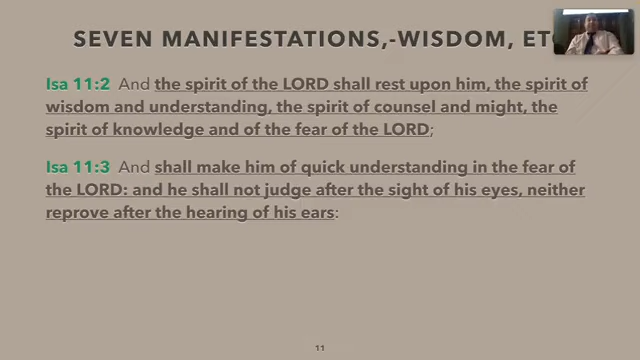 SEVEN MANIFESTATIONS,-WISDOM, ETC
Isa 11:2 And the spirit of the LORD shall rest upon him, the spirit of
wisdom and understanding, the spirit of counsel and might, the
spirit of knowledge and of the fear of the LORD;
Isa 11:3 And shall make him of quick understanding in the fear of
the LORD: and he shall not judge after the sight of his eyes, neither
reprove after the hearing of his ears:
11